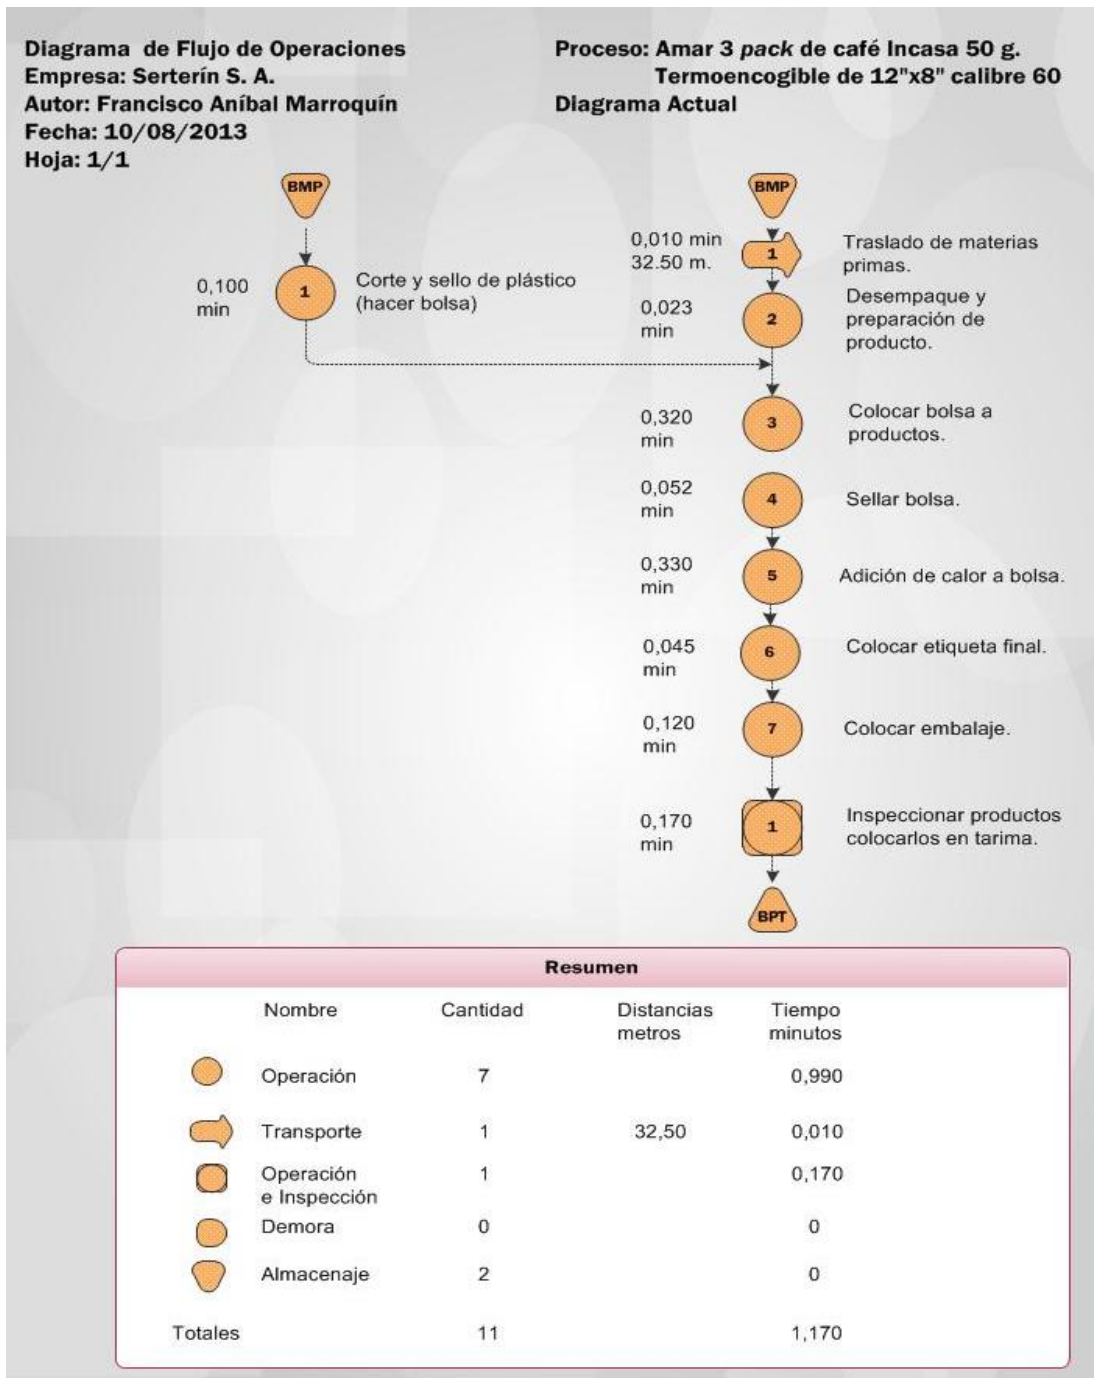 Diagrama de Flujo de Operaciones
Empresa: Serterín S. A.
Autor: Francisco Aníbal Marroquín
Fecha: 10/08/2013
Hoja: 1/1
Proceso: Amar 3 pack de café Incasa 50 g.
Termoencogible de 12"x8" calibre 60
Diagrama Actual
BMP
0,100
min
1
Corte y sello de plástico
(hacer bolsa)
BMP
0,010 min
32.50 m.
1
Traslado de materias
primas.
0,023
min
2
Desempaque y
preparación de
producto.
0,320
min
3
Colocar bolsa a
productos.
0,052
min
4
Sellar bolsa.
0,330
min
5
Adición de calor a bolsa.
0,045
min
6
Colocar etiqueta final.
0,120
min
7
Colocar embalaje.
0,170
min
1
Inspeccionar productos
colocarlos en tarima.
BPT
Resumen
Nombre Cantidad Distancias Tiempo
metros minutos
Operación 7 0,990
Transporte 1 32,50 0,010
Operación 1 0,170
e Inspección
Demora 0 0
Almacenaje 2 0
Totales 11 1,170